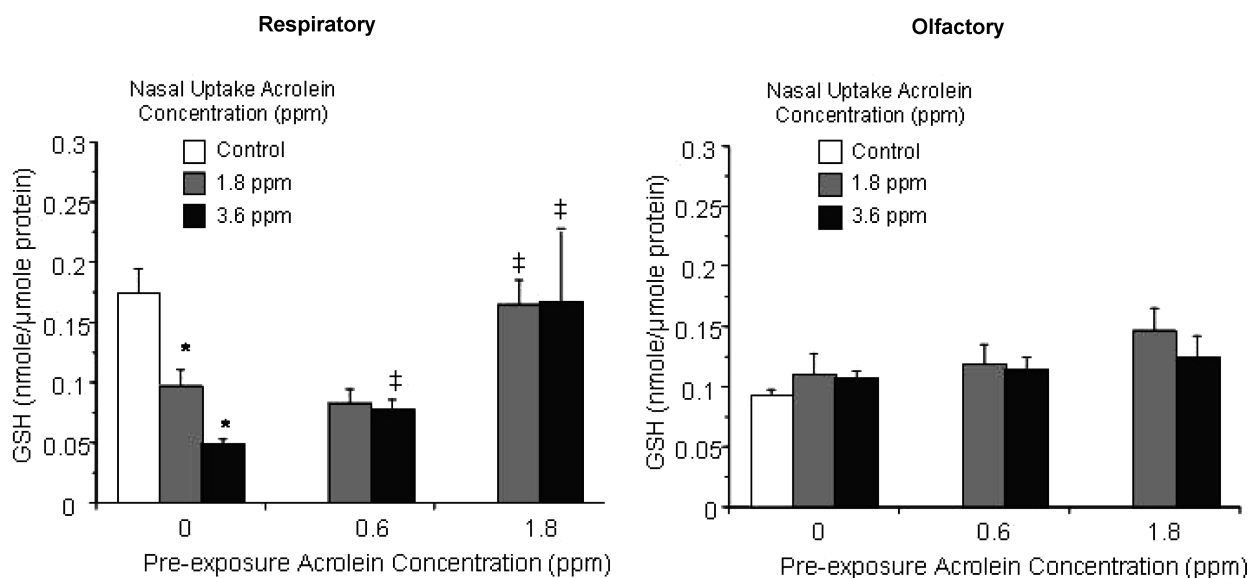 Respiratory
Nasal Uptake Acrolein
Concentration (ppm)
Control
1.8 ppm
3.6 ppm
0.3
0.25
0.2
0.15
0.1
0.05
0
GSH (nmole/µmole protein)
*
*
‡
‡
‡
0
0.6
1.8
Pre-exposure Acrolein Concentration (ppm)
Olfactory
Nasal Uptake Acrolein
Concentration (ppm)
Control
1.8 ppm
3.6 ppm
0.3
0.25
0.2
0.15
0.1
0.05
0
GSH (nmole/µmole protein)
0
0.6
1.8
Pre-exposure Acrolein Concentration (ppm)